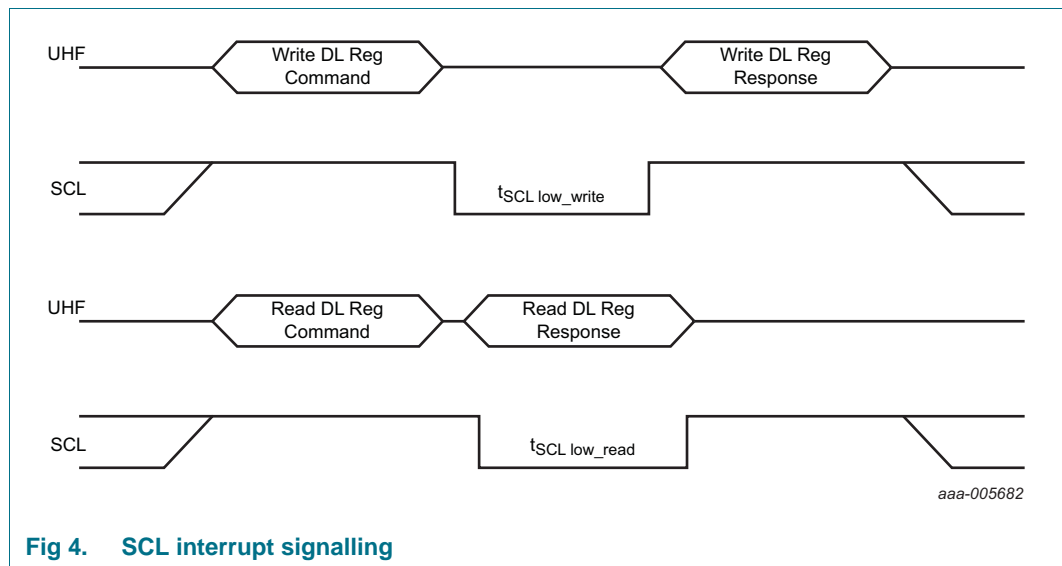 UHF
Write DL Reg
Command
Write DL Reg
Response
SCL
tSCL low_write
UHF
Read DL Reg
Command
Read DL Reg
Response
SCL
tSCL low_read
aaa-005682
Fig 4. SCL interrupt signalling